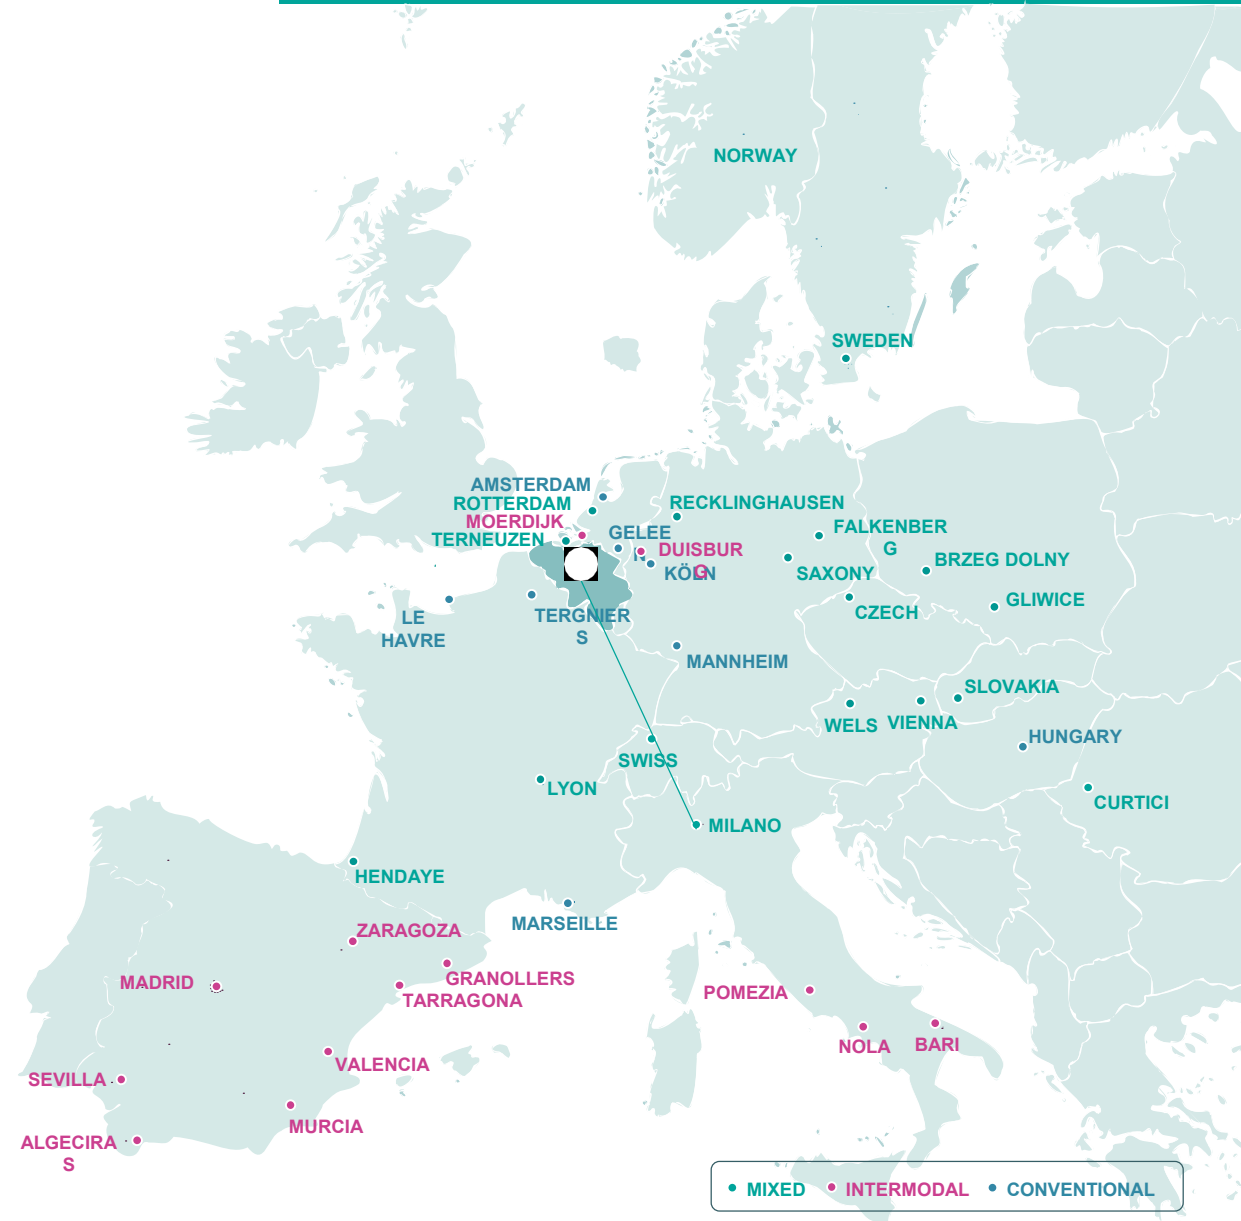 NORWAY
SWEDEN
AMSTERDAM
ROTTERDAM
MOERDIJK
TERNEUZEN
RECKLINGHAUSEN
GELEE
N
DUISBUR
G
KÖLN
FALKENBER
G
SAXONY
BRZEG DOLNY
CZECH
GLIWICE
LE
HAVRE
TERGNIER
S
MANNHEIM
SLOVAKIA
WELS
VIENNA
HUNGARY
SWISS
LYON
CURTICI
MILANO
HENDAYE
MARSEILLE
ZARAGOZA
MADRID
GRANOLLERS
TARRAGONA
POMEZIA
NOLA
BARI
VALENCIA
SEVILLA
MURCIA
ALGECIRA
S
MIXED
INTERMODAL
CONVENTIONAL